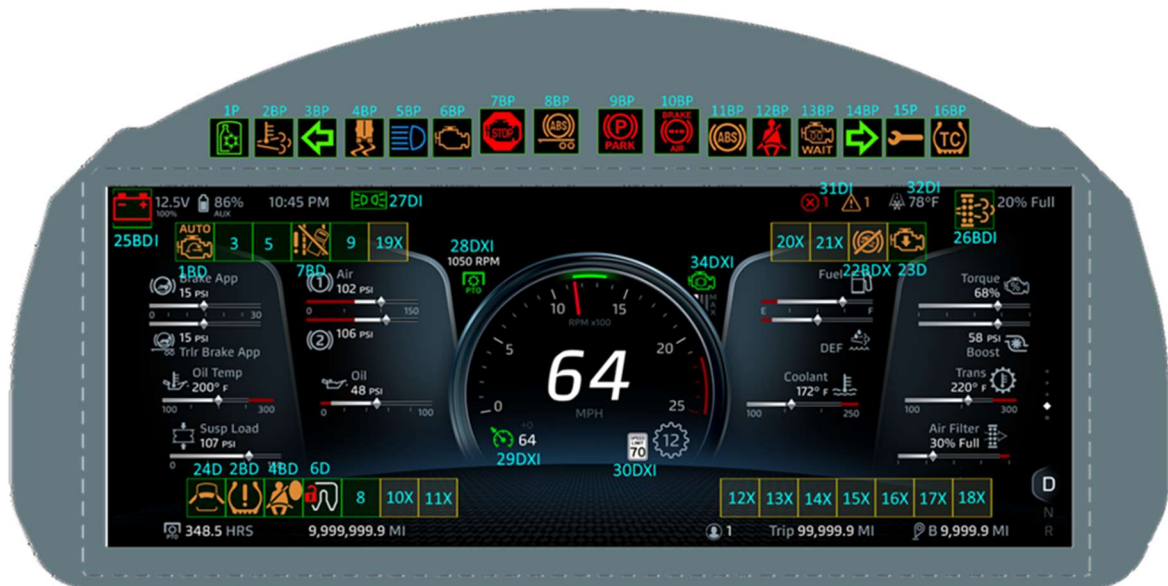 1P 2BP 3BP 4BP 5BP 6BP 7BP 8BP 9BP 10BP 11BP 12BP 13BP 14BP 15P 16BP
STOP ABS P PARK BRAKE AIR ABS WAIT TC
25BDI 12.5V 100% 86% AUX 10:45 PM 27DI
31DI 1 1 32DI 78°F 26BDI 20% Full
AUTO 3 5 9 19X
1BD 7BD
20X 21X 22BDX 23D
28DXI
1050 RPM
PTO
34DXI
MAX
Brake App
15 PSI
0 30
15 PSI
Trlr Brake App
Oil Temp
200° F
100 300
Susp Load
107 PSI
0
1 Air
102 PSI
0 150
2 106 PSI
Oil
48 PSI
0 100
0 5 10 15 20 25
RPM x100
64
MPH
+0
64
29DXI
SPEED LIMIT 70
12
30DXI
Fuel
E F
DEF
Coolant
172° F
100 250
Torque
68%
%
58 PSI
Boost
Trans
220° F
100 300
Air Filter
30% Full
24D 2BD 4BD 6D
8 10X 11X
12X 13X 14X 15X 16X 17X 18X
D
N
R
PTO 348.5 HRS 9,999,999.9 MI
1 Trip 99,999.9 MI B 9,999.9 MI